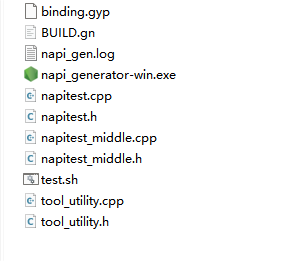 binding.gyp
BUILD.gn
napi_gen.log
napi_generator-win.exe
napitest.cpp
napitest.h
napitest_middle.cpp
napitest_middle.h
test.sh
tool_utility.cpp
tool_utility.h